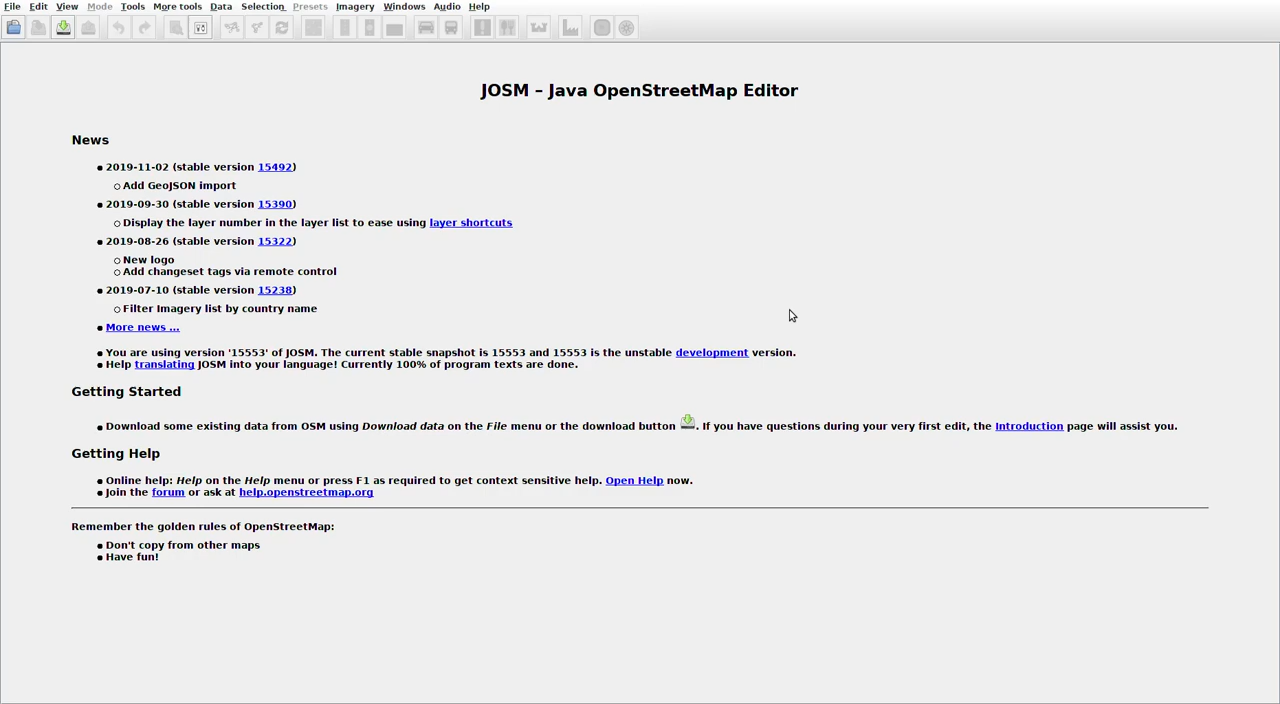 File Edit View Mode Tools More tools Data Selection Presets Imagery Windows Audio Help
JOSM – Java OpenStreetMap Editor
News
2019-11-02 (stable version 15492)
Add GeoJSON import
2019-09-30 (stable version 15390)
Display the layer number in the layer list to ease using layer shortcuts
2019-08-26 (stable version 15322)
New logo
Add changeset tags via remote control
2019-07-10 (stable version 15238)
Filter Imagery list by country name
More news ...
You are using version '15553' of JOSM. The current stable snapshot is 15553 and 15553 is the unstable development version.
Help translating JOSM into your language! Currently 100% of program texts are done.
Getting Started
Download some existing data from OSM using Download data on the File menu or the download button . If you have questions during your very first edit, the Introduction page will assist you.
Getting Help
Online help: Help on the Help menu or press F1 as required to get context sensitive help. Open Help now.
Join the forum or ask at help.openstreetmap.org
Remember the golden rules of OpenStreetMap:
Don't copy from other maps
Have fun!